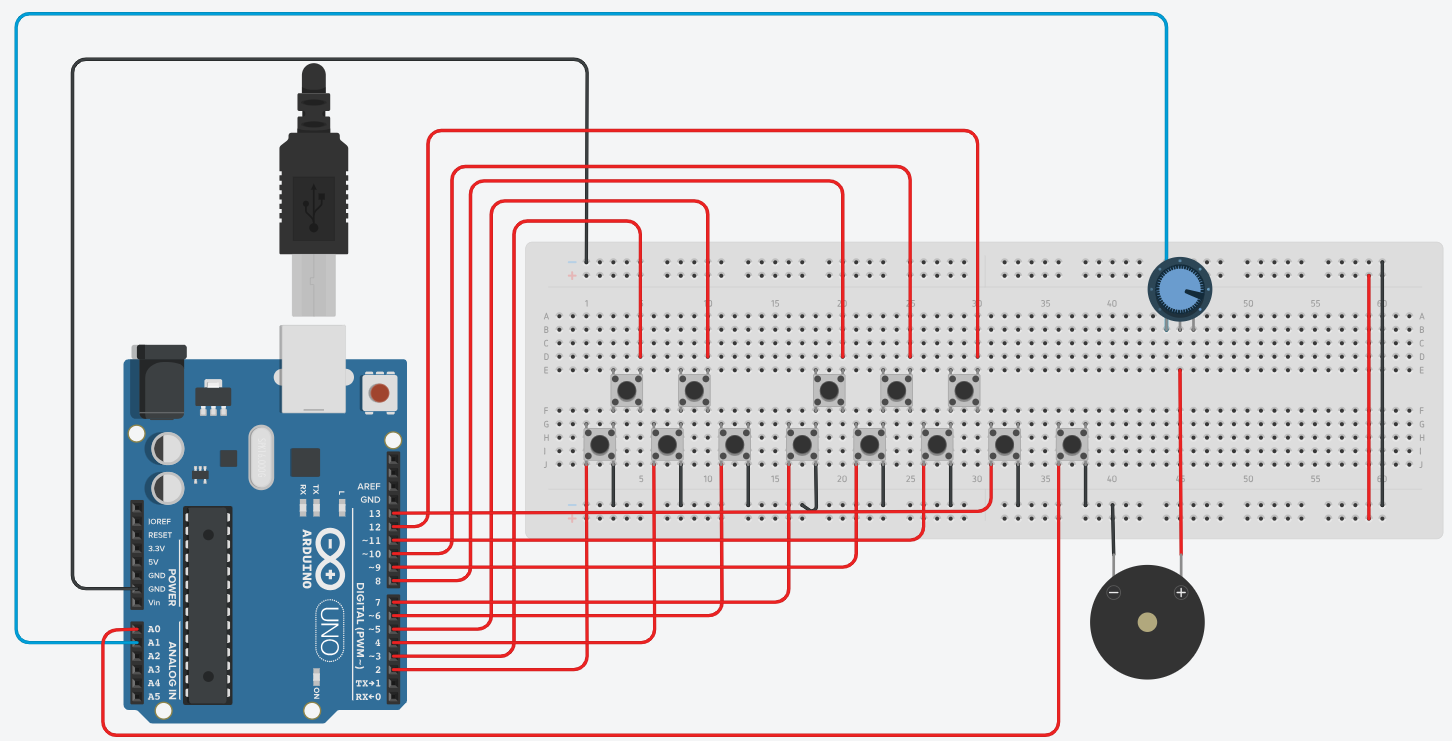 − −
+ +
1 5 10 15 20 25 30 35 40 45 50 55 60
A A
B B
C C
D D
E E
F F
G G
H H
I I
J J
5 10 15 20 25 30 35 40 45 50 55 60
− −
+ +
− +
RX TX L
AREF
GND
13
12
~11
~10
~9
8
7
~6
~5
4
~3
2
TX→1
RX←0
DIGITAL (PWM~)
IOREF
RESET
3.3V
5V
GND
GND
Vin
POWER
A0
A1
A2
A3
A4
A5
ANALOG IN
ARDUINO
UNO
ON